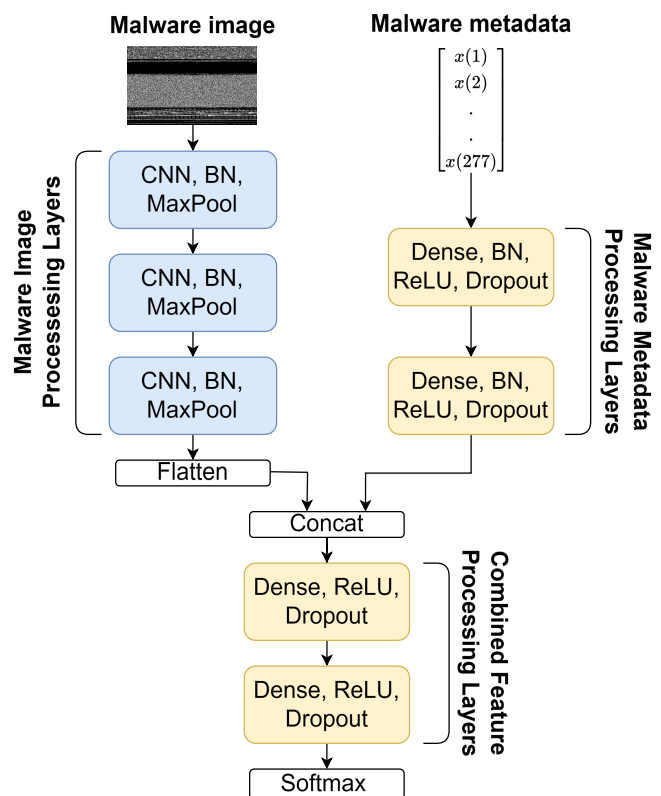 Malware image
Malware metadata
x(1)
x(2)
.
.
x(277)
Malware Image
Processesing Layers
CNN, BN,
MaxPool
CNN, BN,
MaxPool
CNN, BN,
MaxPool
Flatten
Dense, BN,
ReLU, Dropout
Dense, BN,
ReLU, Dropout
Malware Metadata
Processing Layers
Concat
Dense, ReLU,
Dropout
Dense, ReLU,
Dropout
Combined Feature
Processing Layers
Softmax